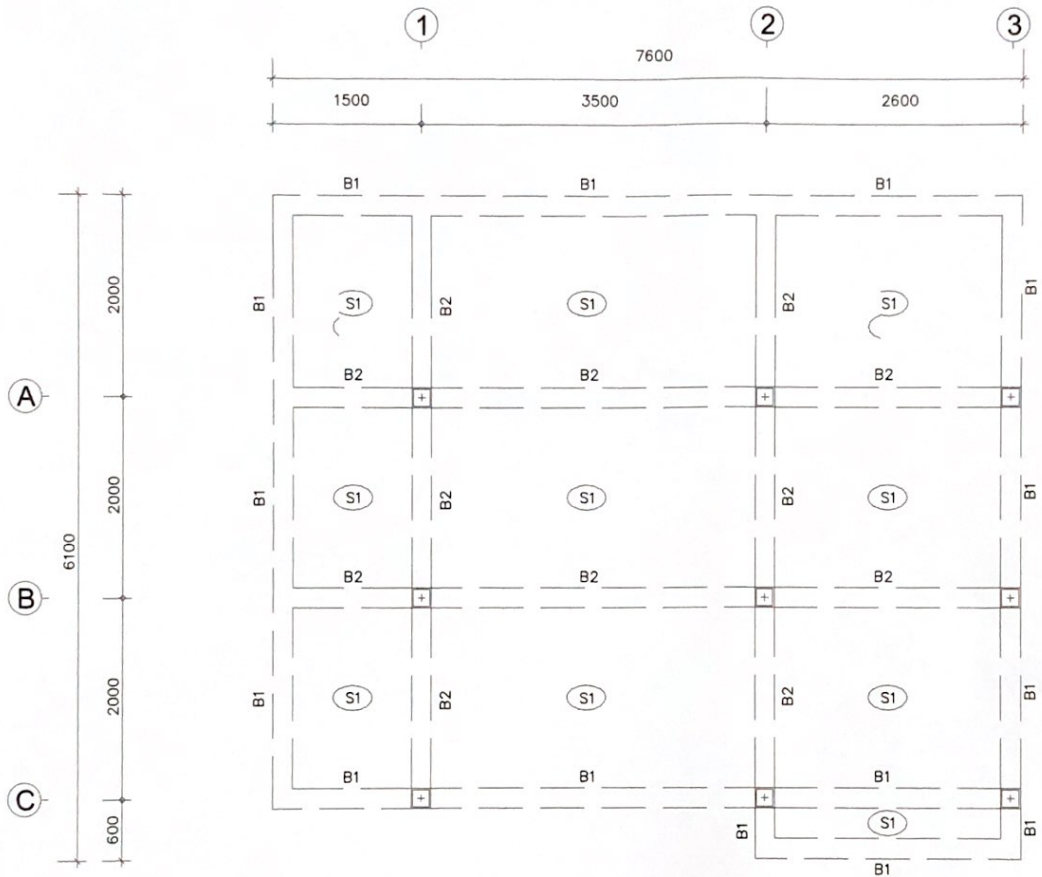 1 2 3
7600
1500 3500 2600
B1 B1 B1
2000
B1 S1 B2 S1 B2 S1 B1
B2 B2 B2
A
2000
B1 S1 B2 S1 B2 S1 B1
6100
B2 B2 B2
B
2000
B1 S1 B2 S1 B2 S1 B1
B1 B1 B1
C
600
B1 S1 B1
B1